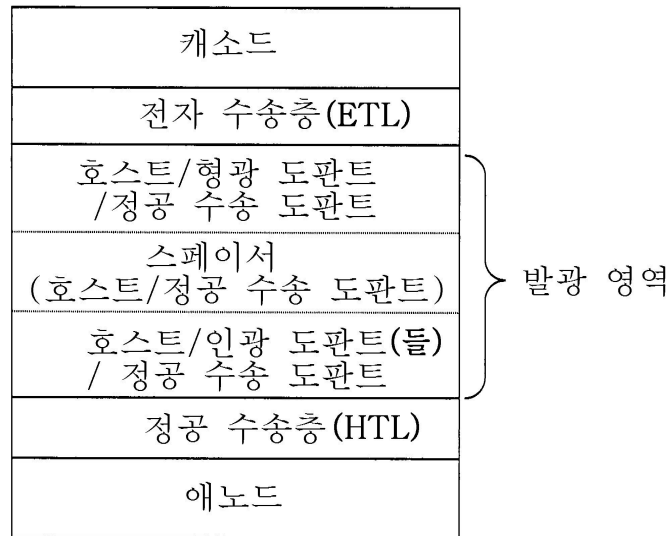 캐소드
전자 수송층(ETL)
호스트/형광 도판트
/정공 수송 도판트
스페이서
(호스트/정공 수송 도판트)
호스트/인광 도판트(들)
/ 정공 수송 도판트
발광 영역
정공 수송층(HTL)
애노드